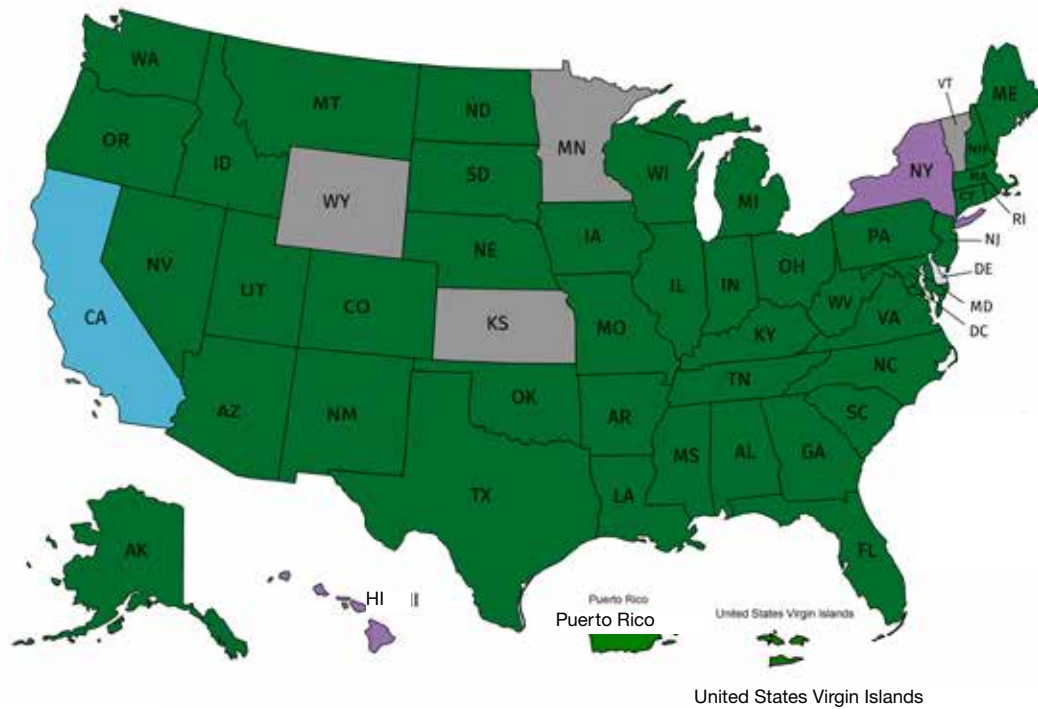 WA
MT
ND
MN
VT
ME
OR
ID
SD
WI
NY
NH
MA
WY
MI
CT
RI
NV
NE
IA
PA
NJ
UT
CO
IL
IN
OH
DE
CA
KS
MO
WV
VA
MD
KY
DC
AZ
NM
OK
AR
TN
NC
SC
MS
AL
GA
TX
LA
AK
FL
HI
Puerto Rico
Puerto Rico
United States Virgin Islands
United States Virgin Islands